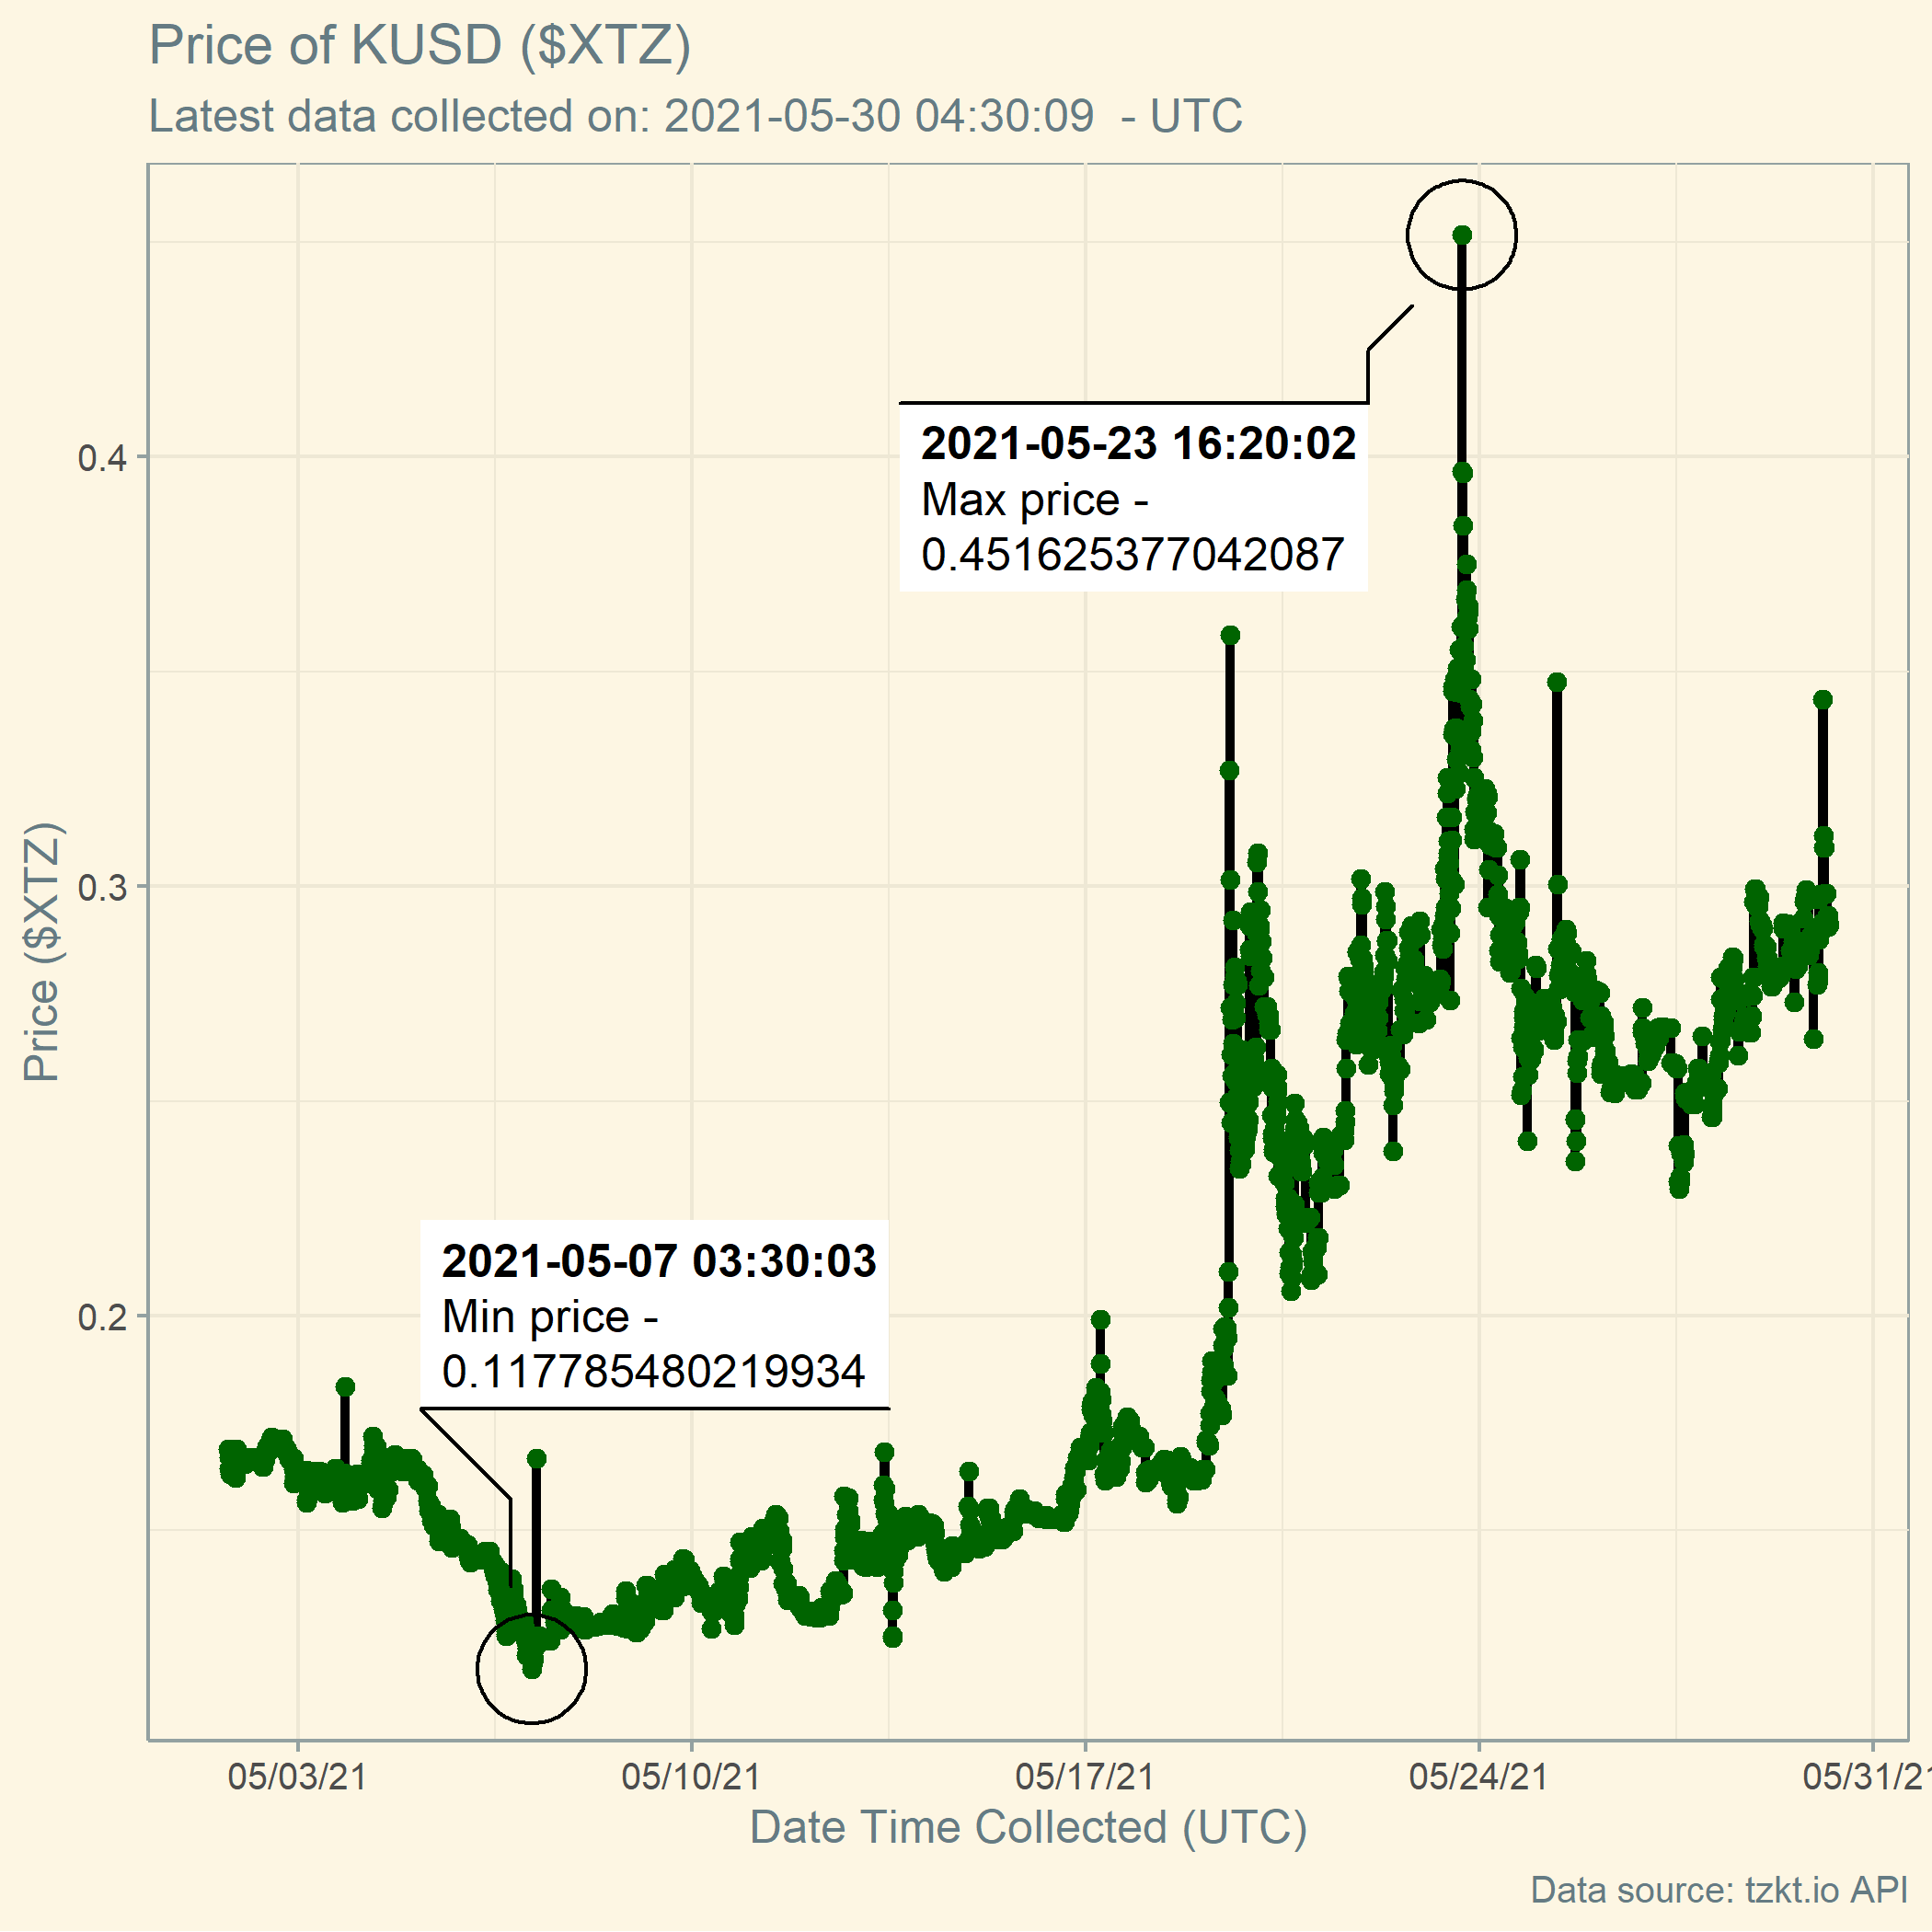 Price of KUSD ($XTZ)
Latest data collected on: 2021-05-30 04:30:09  - UTC
Price ($XTZ)
0.4
0.3
0.2
2021-05-23 16:20:02
Max price -
0.451625377042087
2021-05-07 03:30:03
Min price -
0.117785480219934
05/03/21
05/10/21
05/17/21
05/24/21
05/31/21
Date Time Collected (UTC)
Data source: tzkt.io API